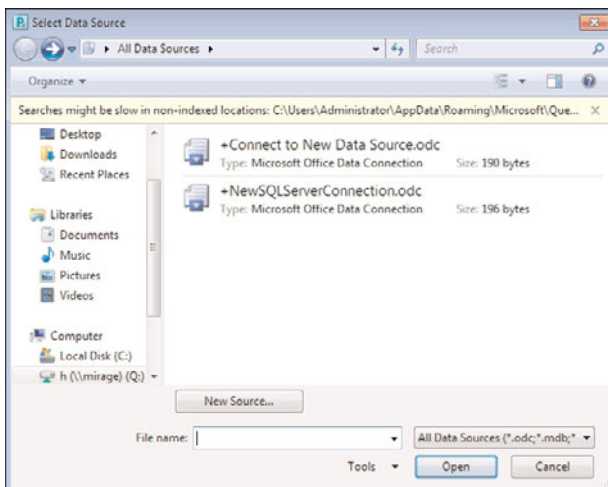 Select Data Source
All Data Sources
Search
Organize
Searches might be slow in non-indexed locations: C:\Users\Administrator\AppData\Roaming\Microsoft\Que...
Desktop
Downloads
Recent Places
Libraries
Documents
Music
Pictures
Videos
Computer
Local Disk (C:)
h (\\mirage) (Q:)
+Connect to New Data Source.odc
Type: Microsoft Office Data Connection Size: 190 bytes
+NewSQLServerConnection.odc
Type: Microsoft Office Data Connection Size: 196 bytes
New Source...
File name:
All Data Sources (*.odc;*.mdb;*
Tools Open Cancel